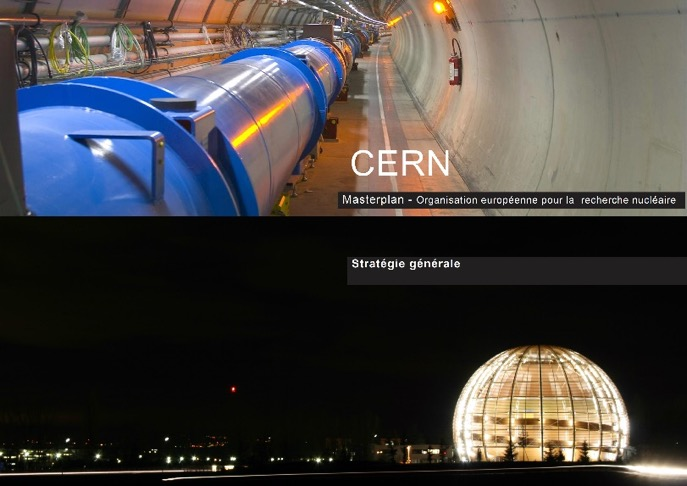 CERN
Masterplan - Organisation européenne pour la recherche nucléaire
Stratégie générale